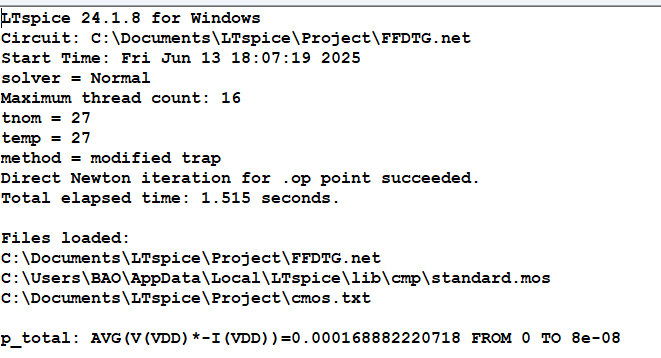 LTspice 24.1.8 for Windows
Circuit: C:\Documents\LTspice\Project\FFDTG.net
Start Time: Fri Jun 13 18:07:19 2025
solver = Normal
Maximum thread count: 16
tnom = 27
temp = 27
method = modified trap
Direct Newton iteration for .op point succeeded.
Total elapsed time: 1.515 seconds.
Files loaded:
C:\Documents\LTspice\Project\FFDTG.net
C:\Users\BAO\AppData\Local\LTspice\lib\cmp\standard.mos
C:\Documents\LTspice\Project\cmos.txt
p_total: AVG(V(VDD)*-I(VDD))=0.000168882220718 FROM 0 TO 8e-08